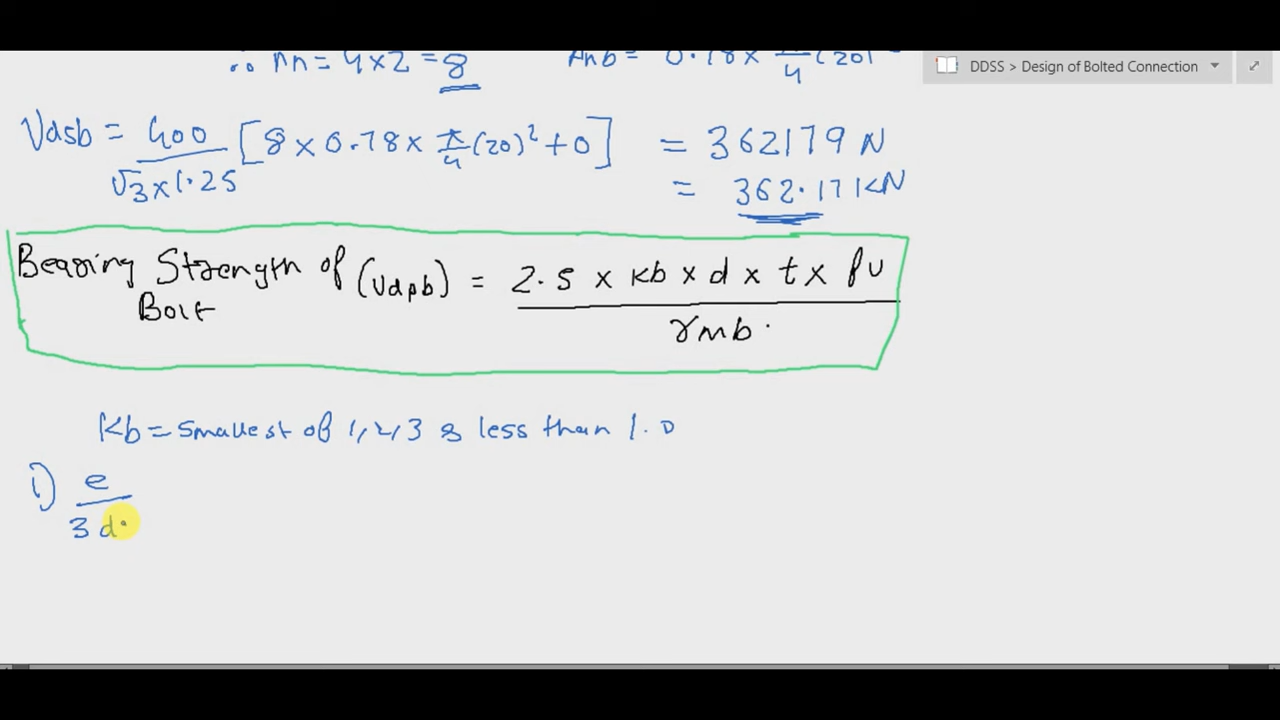 ∴ nn = 4×2 = 8 Anb = 0.78 × π/4 (20)²
DDSS > Design of Bolted Connection
Vdsb = 400/√3×1.25 [8 × 0.78 × π/4 (20)² + 0] = 362179 N
= 362.17 KN
Bearing Strength of (Vdpb) = 2.5 × kb × d × t × fu
Bolt γmb.
Kb = Smallest of 1, 2, 3 & less than 1.0
i) e
3d.